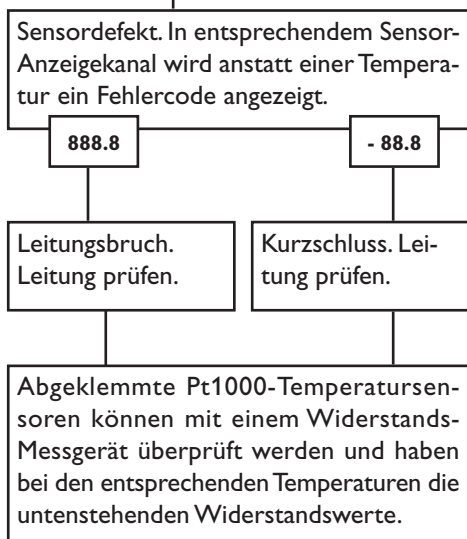 Sensordefekt. In entsprechendem Sensor-
Anzeigekanal wird anstatt einer Tempera-
tur ein Fehlercode angezeigt.
888.8
- 88.8
Leitungsbruch.
Leitung prüfen.
Kurzschluss. Lei-
tung prüfen.
Abgeklemmte Pt1000-Temperatursen-
soren können mit einem Widerstands-
Messgerät überprüft werden und haben
bei den entsprechenden Temperaturen die
untenstehenden Widerstandswerte.